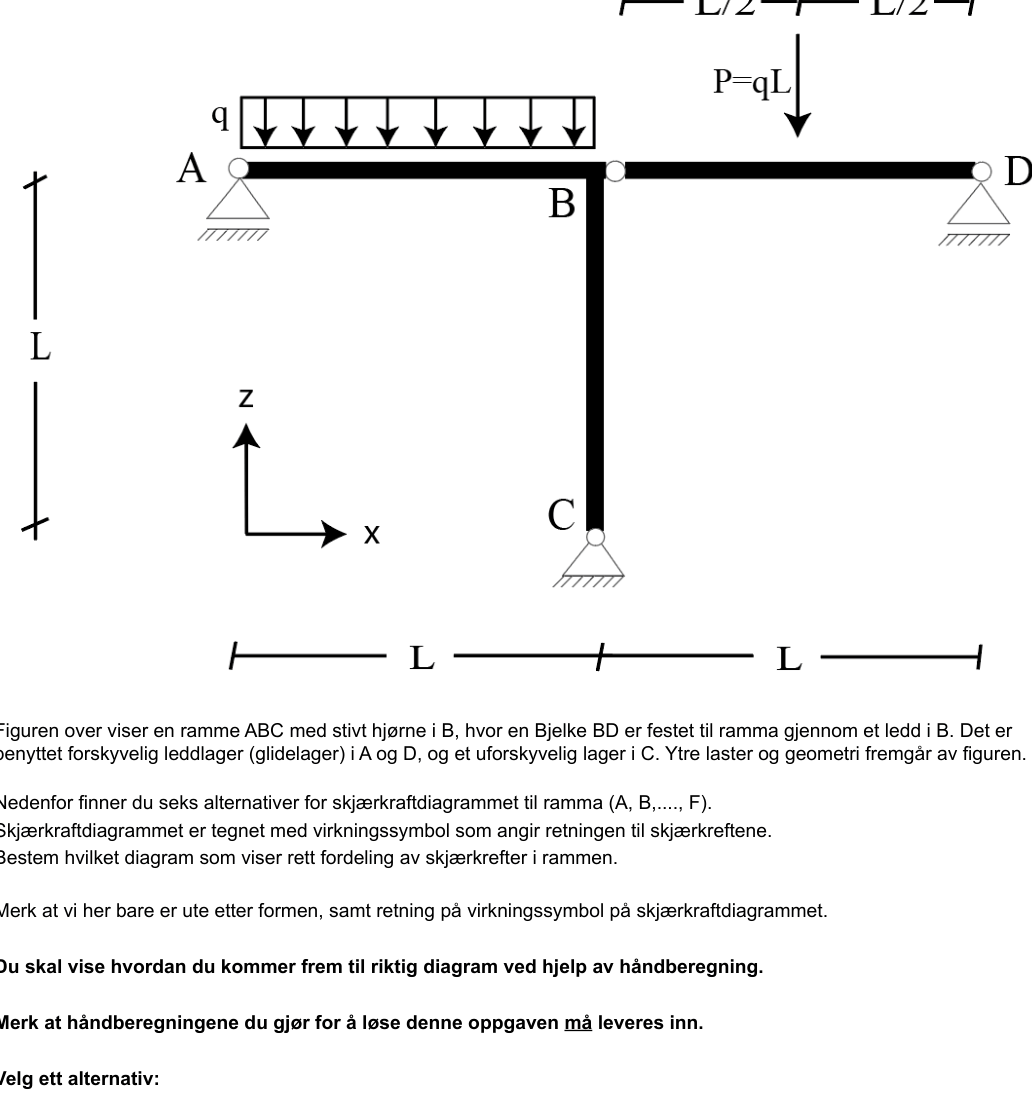 L/2 L/2
P=qL
q
A
B
D
L
z
x
C
L L
Figuren over viser en ramme ABC med stivt hjørne i B, hvor en Bjelke BD er festet til ramma gjennom et ledd i B. Det er
benyttet forskyvelig leddlager (glidelager) i A og D, og et uforskyvelig lager i C. Ytre laster og geometri fremgår av figuren.
Nedenfor finner du seks alternativer for skjærkraftdiagrammet til ramma (A, B,...., F).
Skjærkraftdiagrammet er tegnet med virkningssymbol som angir retningen til skjærkreftene.
Bestem hvilket diagram som viser rett fordeling av skjærkrefter i rammen.
Merk at vi her bare er ute etter formen, samt retning på virkningssymbol på skjærkraftdiagrammet.
Du skal vise hvordan du kommer frem til riktig diagram ved hjelp av håndberegning.
Merk at håndberegningene du gjør for å løse denne oppgaven må leveres inn.
Velg ett alternativ: